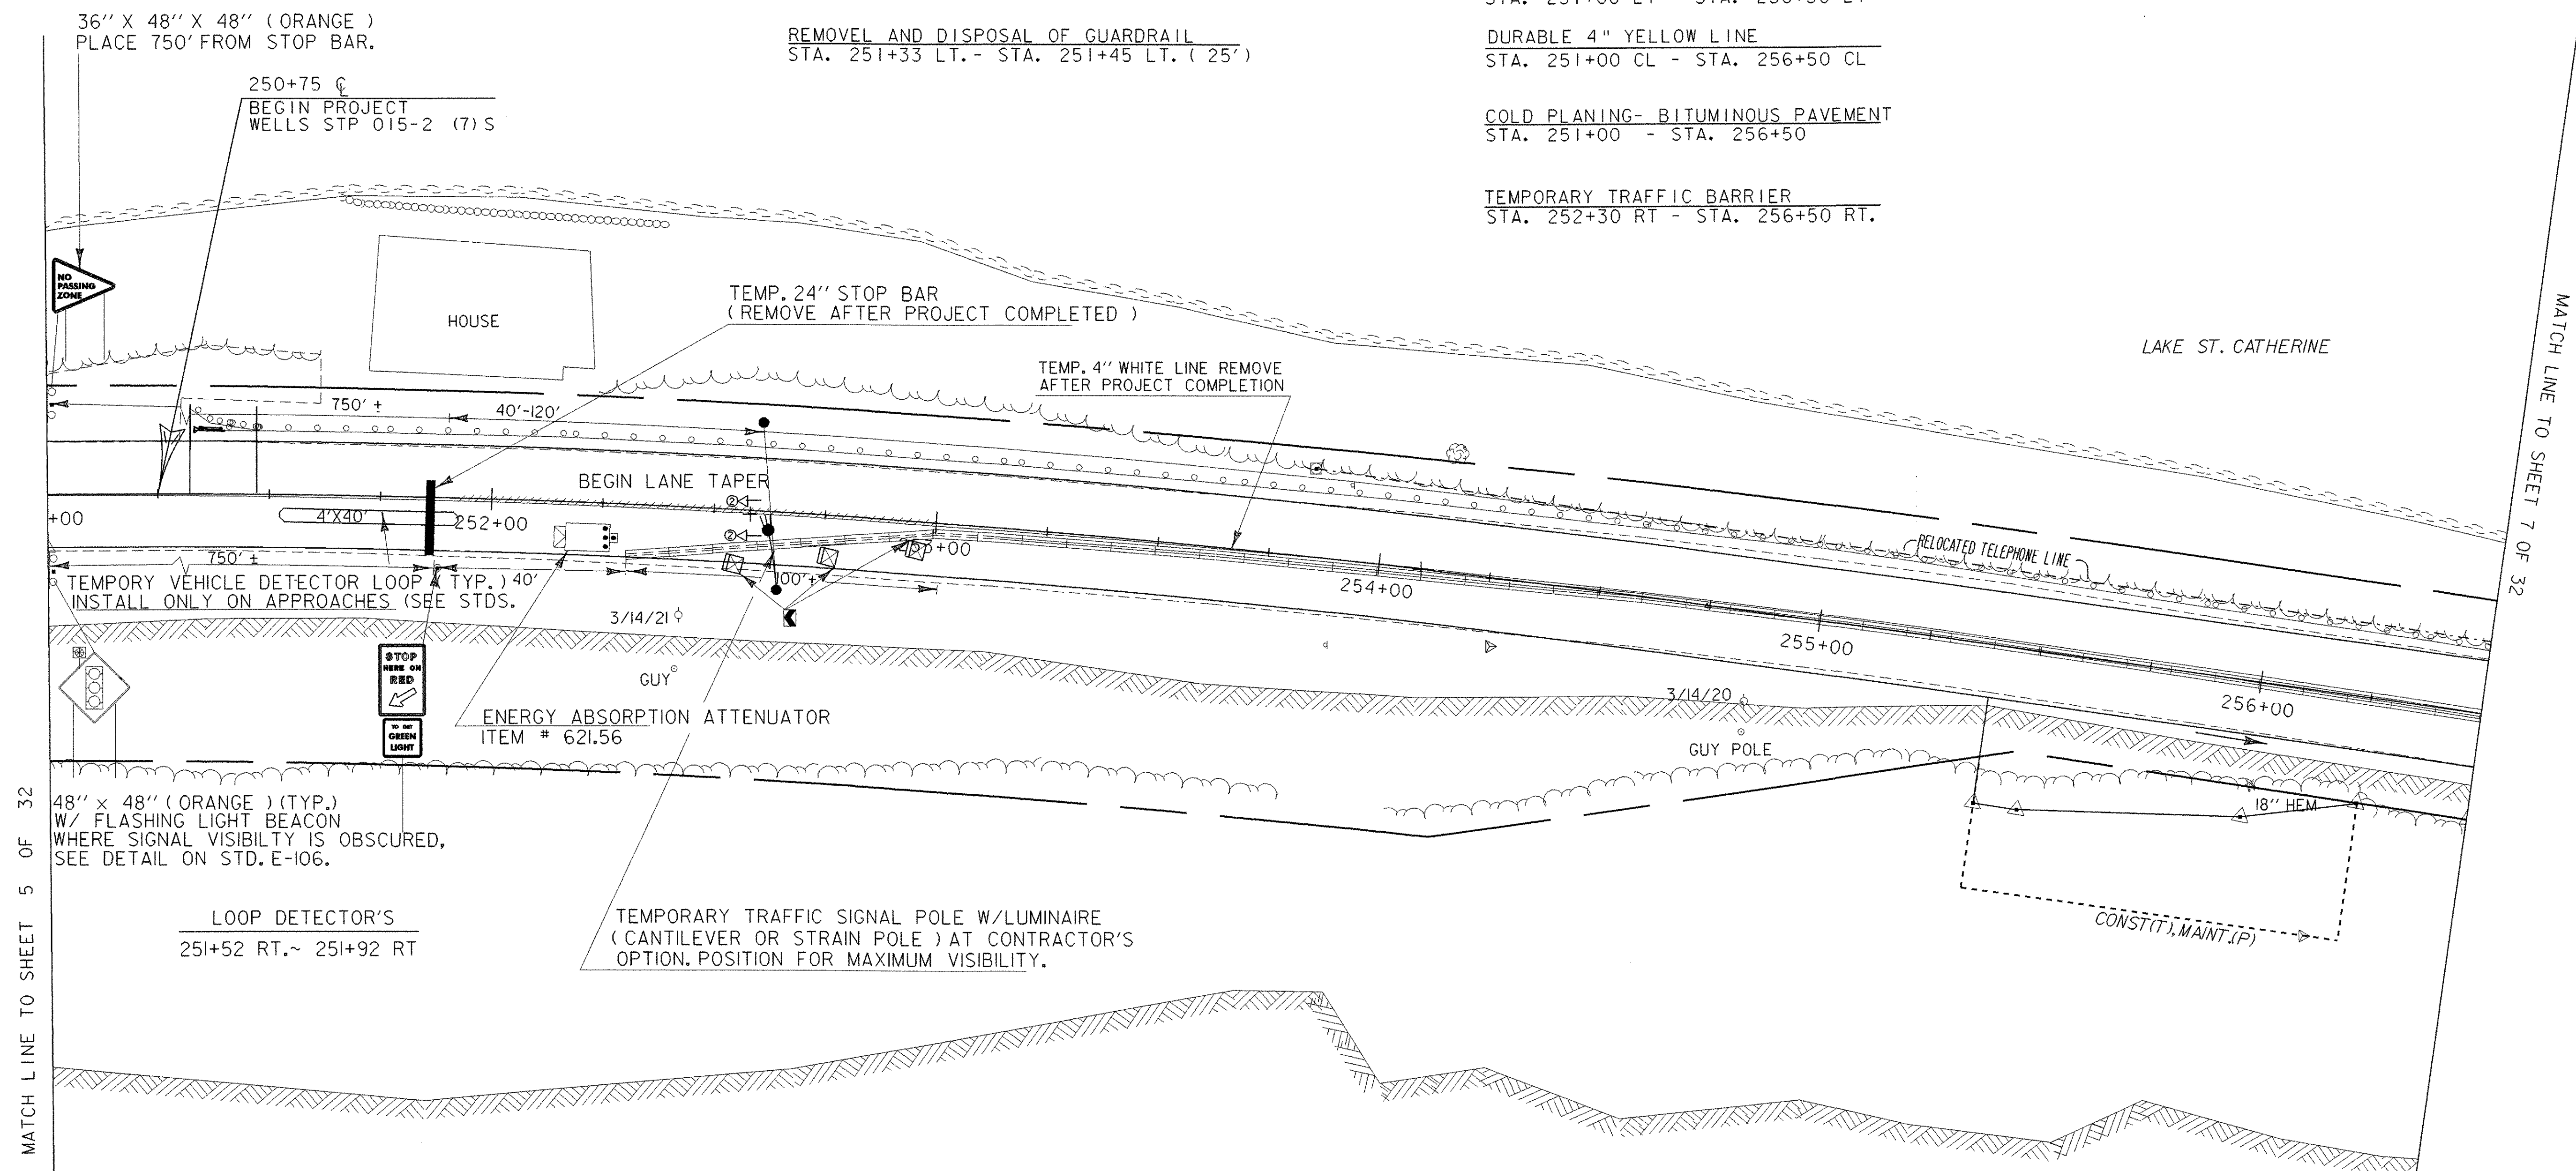 36'' X 48'' X 48'' ( ORANGE )
PLACE 750' FROM STOP BAR.
250+75 ℄
BEGIN PROJECT
WELLS STP 015-2 (7) S
REMOVEL AND DISPOSAL OF GUARDRAIL
STA. 251+33 LT.- STA. 251+45 LT. ( 25' )
DURABLE 4" YELLOW LINE
STA. 251+00 CL - STA. 256+50 CL
COLD PLANING- BITUMINOUS PAVEMENT
STA. 251+00 - STA. 256+50
TEMPORARY TRAFFIC BARRIER
STA. 252+30 RT - STA. 256+50 RT.
NO
PASSING
ZONE
HOUSE
TEMP. 24'' STOP BAR
( REMOVE AFTER PROJECT COMPLETED )
TEMP. 4'' WHITE LINE REMOVE
AFTER PROJECT COMPLETION
LAKE ST. CATHERINE
MATCH LINE TO SHEET 7 OF 32
750' ±
40'-120'
BEGIN LANE TAPER
2
2
+00
4'X40'
252+00
+00
750' ±
40'
100'±
TEMPORY VEHICLE DETECTOR LOOP ( TYP. )
INSTALL ONLY ON APPROACHES (SEE STDS.
RELOCATED TELEPHONE LINE
254+00
255+00
256+00
3/14/21
GUY
3/14/20
GUY POLE
STOP
HERE ON
RED
TO GET
GREEN
LIGHT
ENERGY ABSORPTION ATTENUATOR
ITEM # 621.56
18'' HEM
48'' x 48'' ( ORANGE ) (TYP.)
W/ FLASHING LIGHT BEACON
WHERE SIGNAL VISIBILTY IS OBSCURED,
SEE DETAIL ON STD. E-106.
LOOP DETECTOR'S
251+52 RT.~ 251+92 RT
TEMPORARY TRAFFIC SIGNAL POLE W/LUMINAIRE
( CANTILEVER OR STRAIN POLE ) AT CONTRACTOR'S
OPTION. POSITION FOR MAXIMUM VISIBILITY.
CONST(T), MAINT.(P)
MATCH LINE TO SHEET 5 OF 32